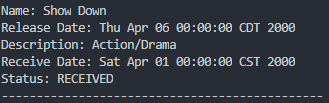 Name: Show Down
Release Date: Thu Apr 06 00:00:00 CDT 2000
Description: Action/Drama
Receive Date: Sat Apr 01 00:00:00 CST 2000
Status: RECEIVED
----------------------------------------------